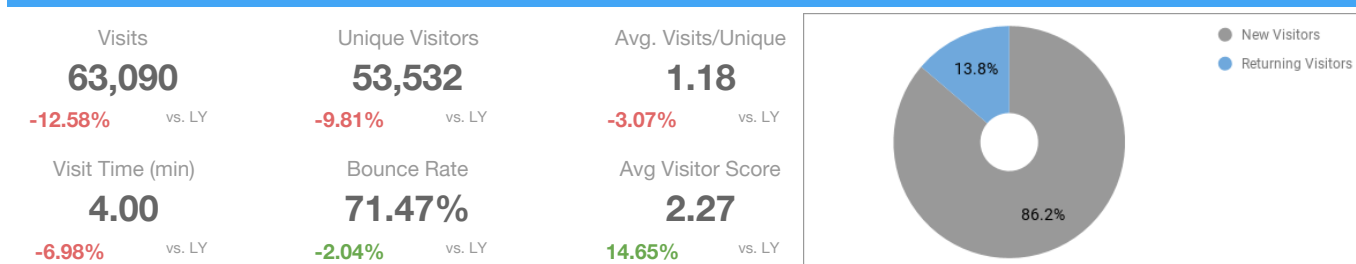 Visits
63,090
-12.58% vs. LY
Unique Visitors
53,532
-9.81% vs. LY
Avg. Visits/Unique
1.18
-3.07% vs. LY
Visit Time (min)
4.00
-6.98% vs. LY
Bounce Rate
71.47%
-2.04% vs. LY
Avg Visitor Score
2.27
14.65% vs. LY
13.8%
86.2%
New Visitors
Returning Visitors